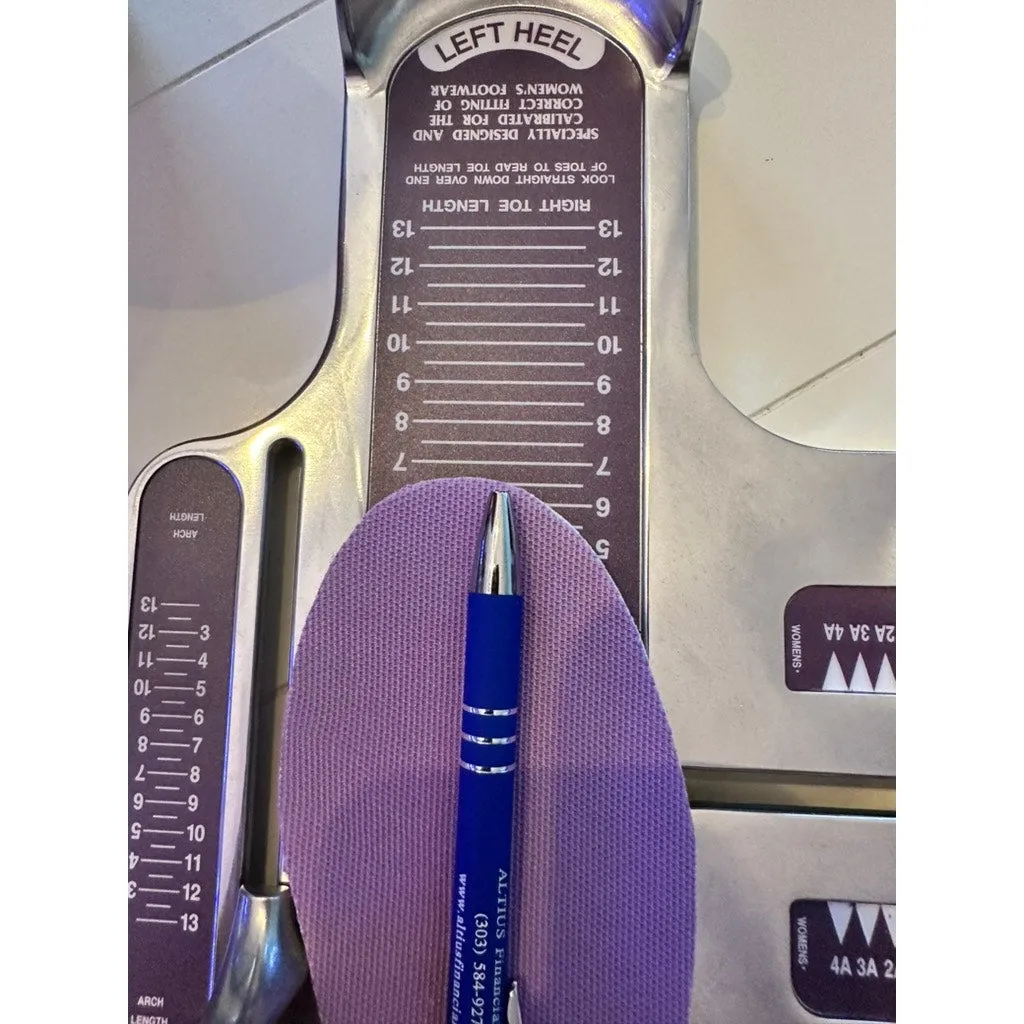 LEFT HEEL
SPECIALLY DESIGNED AND
CALIBRATED FOR THE
CORRECT FITTING OF
WOMEN'S FOOTWEAR
LOOK STRAIGHT DOWN OVER END
OF TOES TO READ TOE LENGTH
RIGHT TOE LENGTH
13 13
12 12
11 11
10 10
9 9
8 8
7 7
6
5
ARCH
LENGTH
13
12 3
11 4
10 5
9 6
8 7
7 8
6 9
5 10
4 11
3 12
13
ARCH
LENGTH
WOMENS
2A 3A 4A
WOMENS
4A 3A
ALTIUS Financial
(303) 584-927
www.altiusfinancial